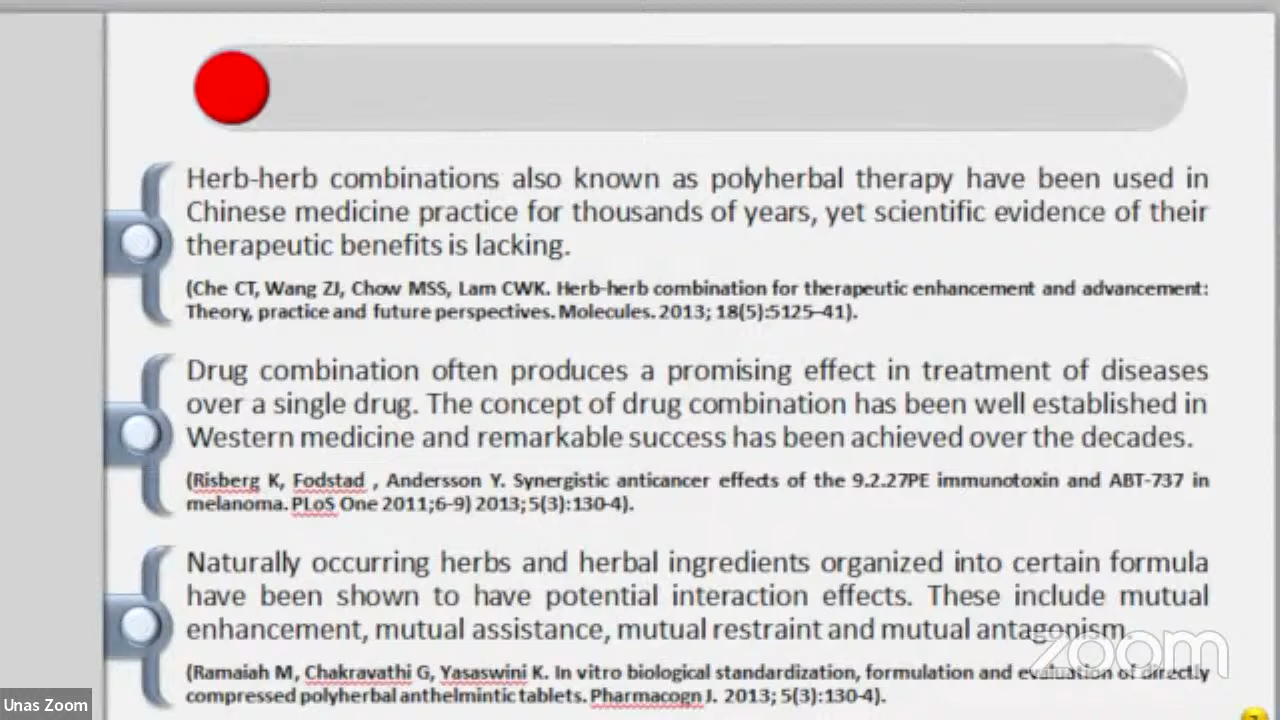 Herb-herb combinations also known as polyherbal therapy have been used in
Chinese medicine practice for thousands of years, yet scientific evidence of their
therapeutic benefits is lacking.
(Che CT, Wang ZJ, Chow MSS, Lam CWK. Herb-herb combination for therapeutic enhancement and advancement:
Theory, practice and future perspectives. Molecules. 2013; 18(5):5125–41).
Drug combination often produces a promising effect in treatment of diseases
over a single drug. The concept of drug combination has been well established in
Western medicine and remarkable success has been achieved over the decades.
(Risberg K, Fodstad , Andersson Y. Synergistic anticancer effects of the 9.2.27PE immunotoxin and ABT-737 in
melanoma. PLoS One 2011;6-9) 2013; 5(3):130-4).
Naturally occurring herbs and herbal ingredients organized into certain formula
have been shown to have potential interaction effects. These include mutual
enhancement, mutual assistance, mutual restraint and mutual antagonism
(Ramaiah M, Chakravathi G, Yasaswini K. In vitro biological standardization, formulation and evaluation of directly
compressed polyherbal anthelmintic tablets. Pharmacogn J. 2013; 5(3):130-4).
zoom
Unas Zoom